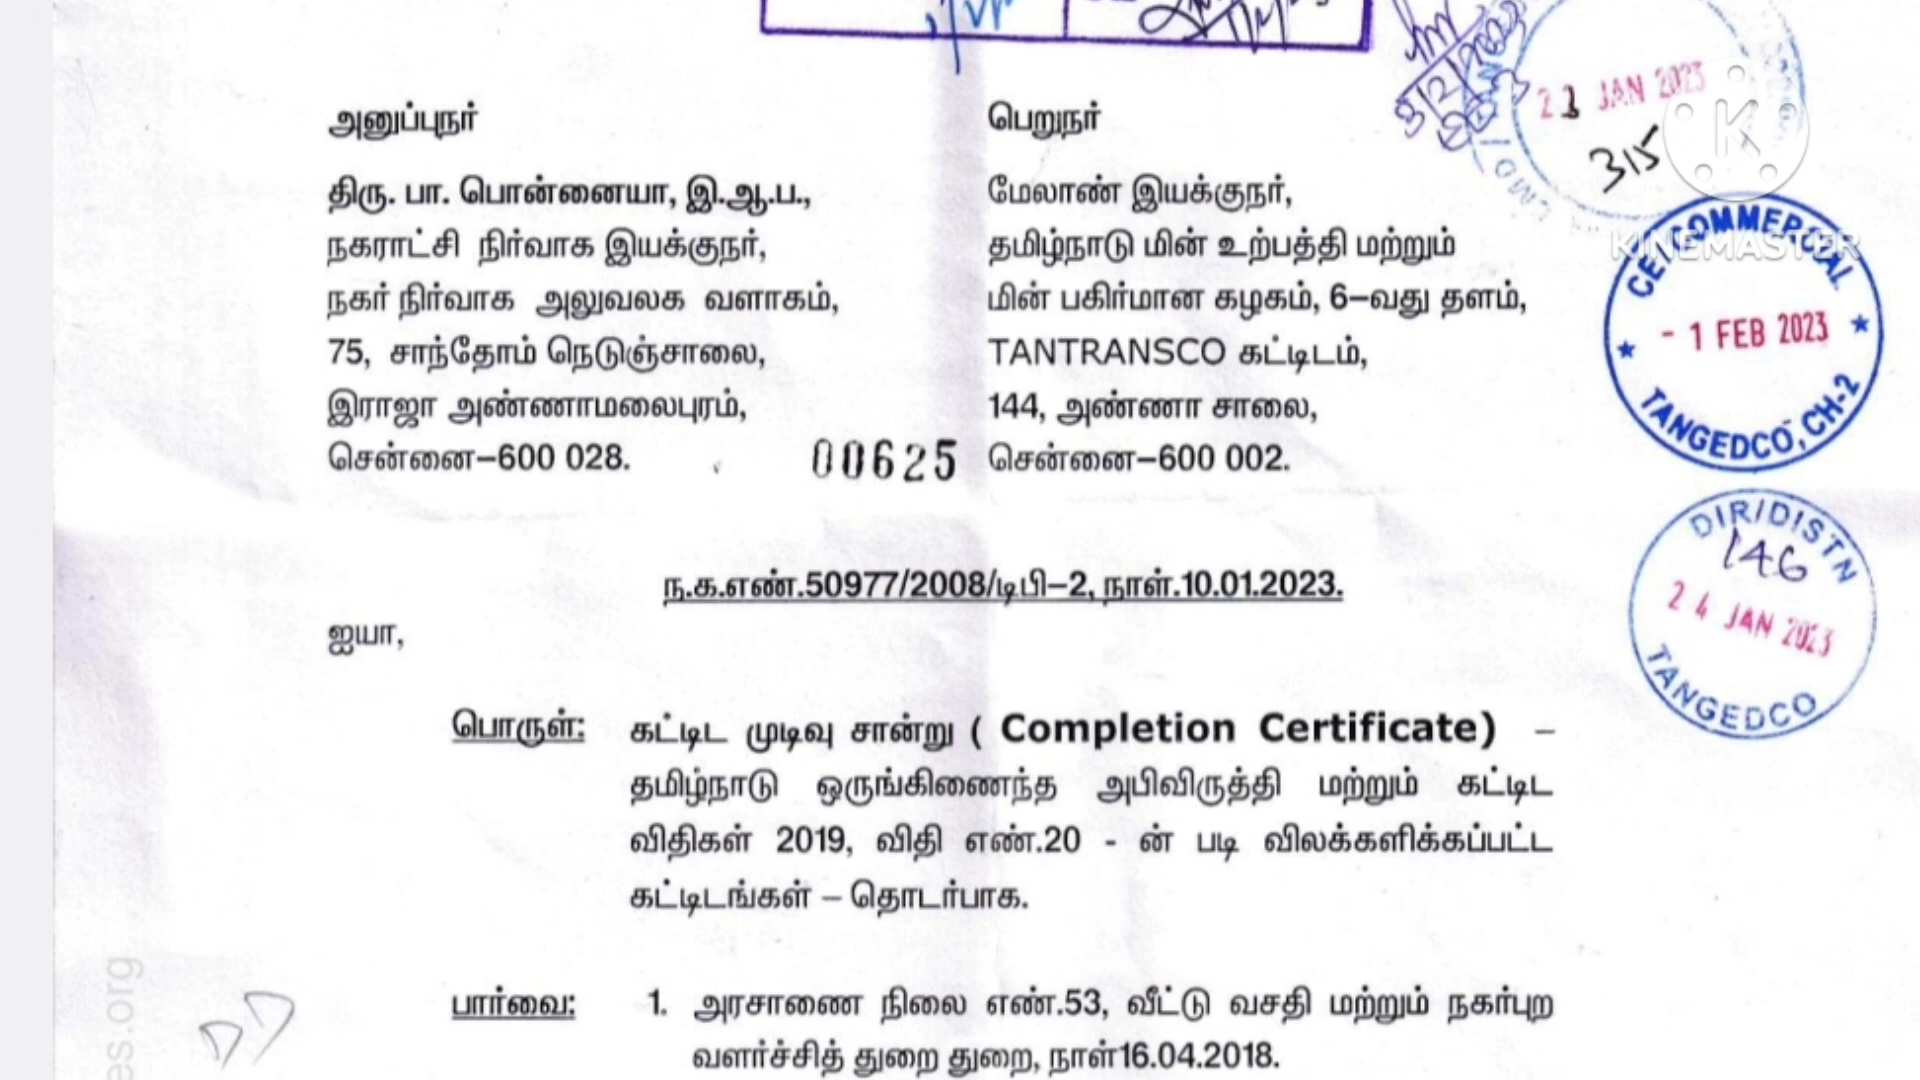 அனுப்புநர்
திரு. பா. பொன்னையா, இ.ஆ.ப.,
நகராட்சி நிர்வாக இயக்குநர்,
நகர் நிர்வாக அலுவலக வளாகம்,
75, சாந்தோம் நெடுஞ்சாலை,
இராஜா அண்ணாமலைபுரம்,
சென்னை–600 028.
00625
பெறுநர்
மேலாண் இயக்குநர்,
தமிழ்நாடு மின் உற்பத்தி மற்றும்
மின் பகிர்மான கழகம், 6–வது தளம்,
TANTRANSCO கட்டிடம்,
144, அண்ணா சாலை,
சென்னை–600 002.
23 JAN 2023
315
K
KINEMASTER
CE/COMMERCIAL
- 1 FEB 2023
TANGEDCO, CH-2
DIR/DISTN
146
24 JAN 2023
TANGEDCO
ந.க.எண்.50977/2008/டிபி–2, நாள்.10.01.2023.
ஐயா,
பொருள்: கட்டிட முடிவு சான்று ( Completion Certificate) –
தமிழ்நாடு ஒருங்கிணைந்த அபிவிருத்தி மற்றும் கட்டிட
விதிகள் 2019, விதி எண்.20 - ன் படி விலக்களிக்கப்பட்ட
கட்டிடங்கள் – தொடர்பாக.
பார்வை: 1. அரசாணை நிலை எண்.53, வீட்டு வசதி மற்றும் நகர்புற
வளர்ச்சித் துறை துறை, நாள்16.04.2018.
es.org